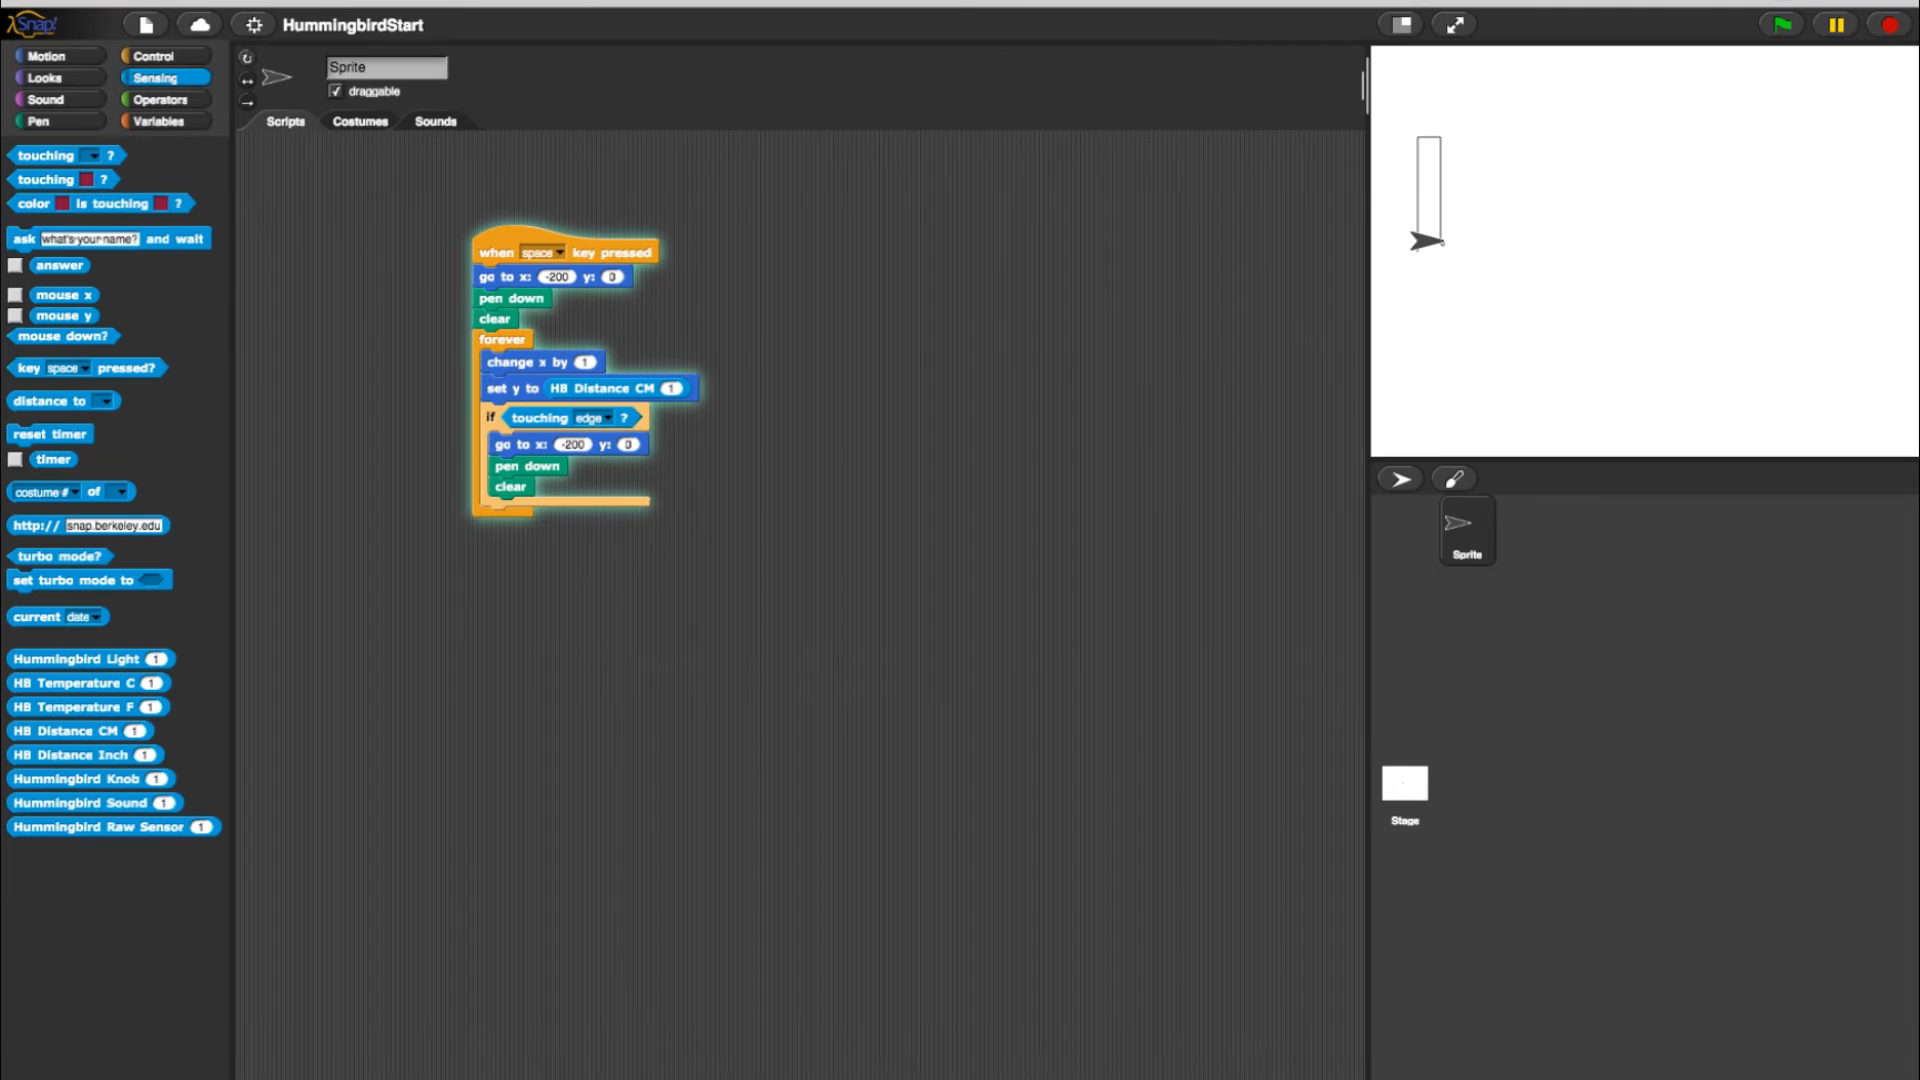 Snap!
HummingbirdStart
Motion
Control
Looks
Sensing
Sound
Operators
Pen
Variables
Sprite
draggable
Scripts
Costumes
Sounds
touching ?
touching ?
color is touching ?
ask what's your name? and wait
answer
mouse x
mouse y
mouse down?
key space pressed?
distance to
reset timer
timer
costume # of
http:// snap.berkeley.edu
turbo mode?
set turbo mode to
current date
Hummingbird Light 1
HB Temperature C 1
HB Temperature F 1
HB Distance CM 1
HB Distance Inch 1
Hummingbird Knob 1
Hummingbird Sound 1
Hummingbird Raw Sensor 1
when space key pressed
go to x: -200 y: 0
pen down
clear
forever
change x by 1
set y to HB Distance CM 1
if touching edge ?
go to x: -200 y: 0
pen down
clear
Sprite
Stage